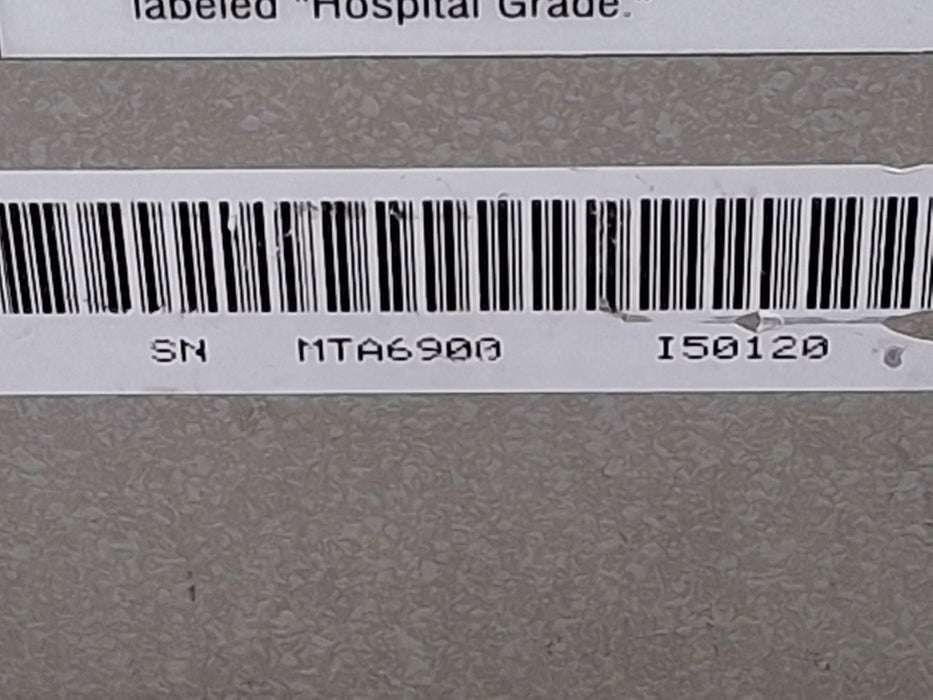 labeled "Hospital Grade."
SN MTA6900 I50120